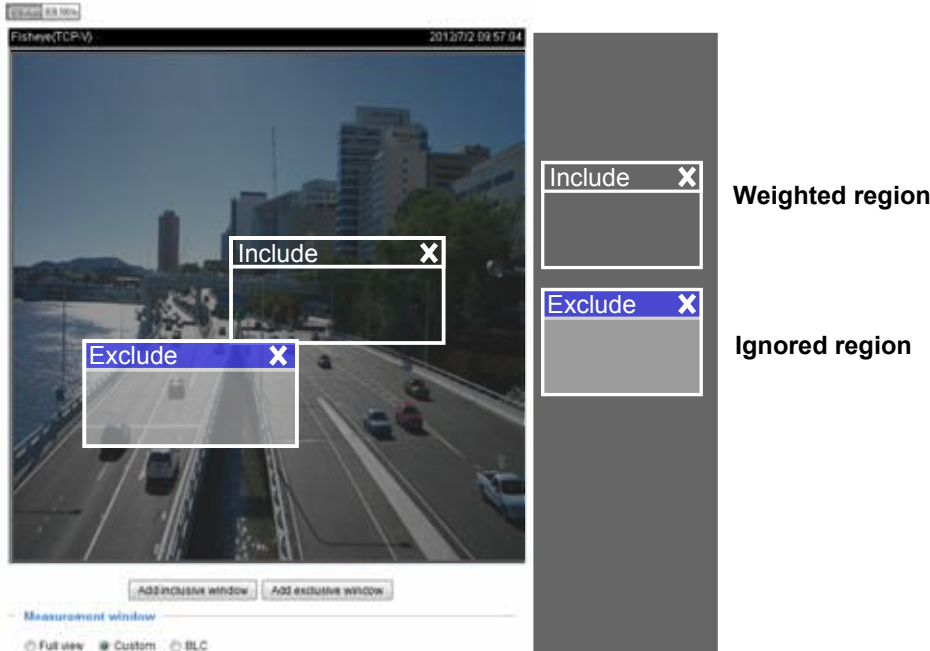 Fisheye(TCP-V) 2012/7/2 09:57:04
Include
Weighted region
Include
Exclude
Ignored region
Exclude
Add inclusive window Add exclusive window
Measurement window
Full view Custom BLC